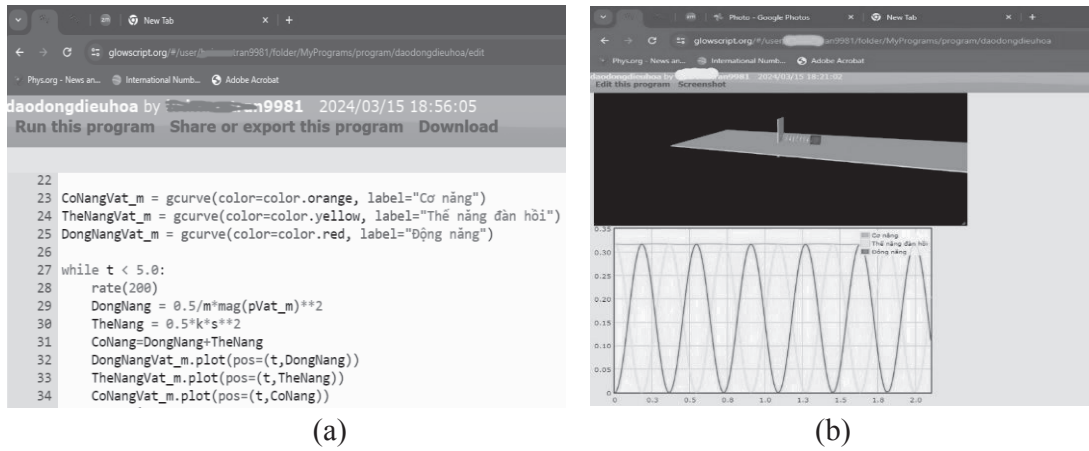 New Tab
glowscript.org/#/user/ tran9981/folder/MyPrograms/program/daodongdieuhoa/edit
Phys.org - News an... International Numb... Adobe Acrobat
daodongdieuhoa by n9981 2024/03/15 18:56:05
Run this program Share or export this program Download
22
23 CoNangVat_m = gcurve(color=color.orange, label="Cơ năng")
24 TheNangVat_m = gcurve(color=color.yellow, label="Thế năng đàn hồi")
25 DongNangVat_m = gcurve(color=color.red, label="Động năng")
26
27 while t < 5.0:
28 rate(200)
29 DongNang = 0.5/m*mag(pVat_m)**2
30 TheNang = 0.5*k*s**2
31 CoNang=DongNang+TheNang
32 DongNangVat_m.plot(pos=(t,DongNang))
33 TheNangVat_m.plot(pos=(t,TheNang))
34 CoNangVat_m.plot(pos=(t,CoNang))
(a)
Photo - Google Photos New Tab
glowscript.org/#/user/ an9981/folder/MyPrograms/program/daodongdieuhoa
Phys.org - News an... International Numb... Adobe Acrobat
daodongdieuhoa by n9981 2024/03/15 18:21:02
Edit this program Screenshot
Cơ năng
Thế năng đàn hồi
Động năng
0.35
0.30
0.25
0.20
0.15
0.10
0.05
0
0 0.3 0.5 0.8 1.0 1.3 1.5 1.8 2.0
(b)